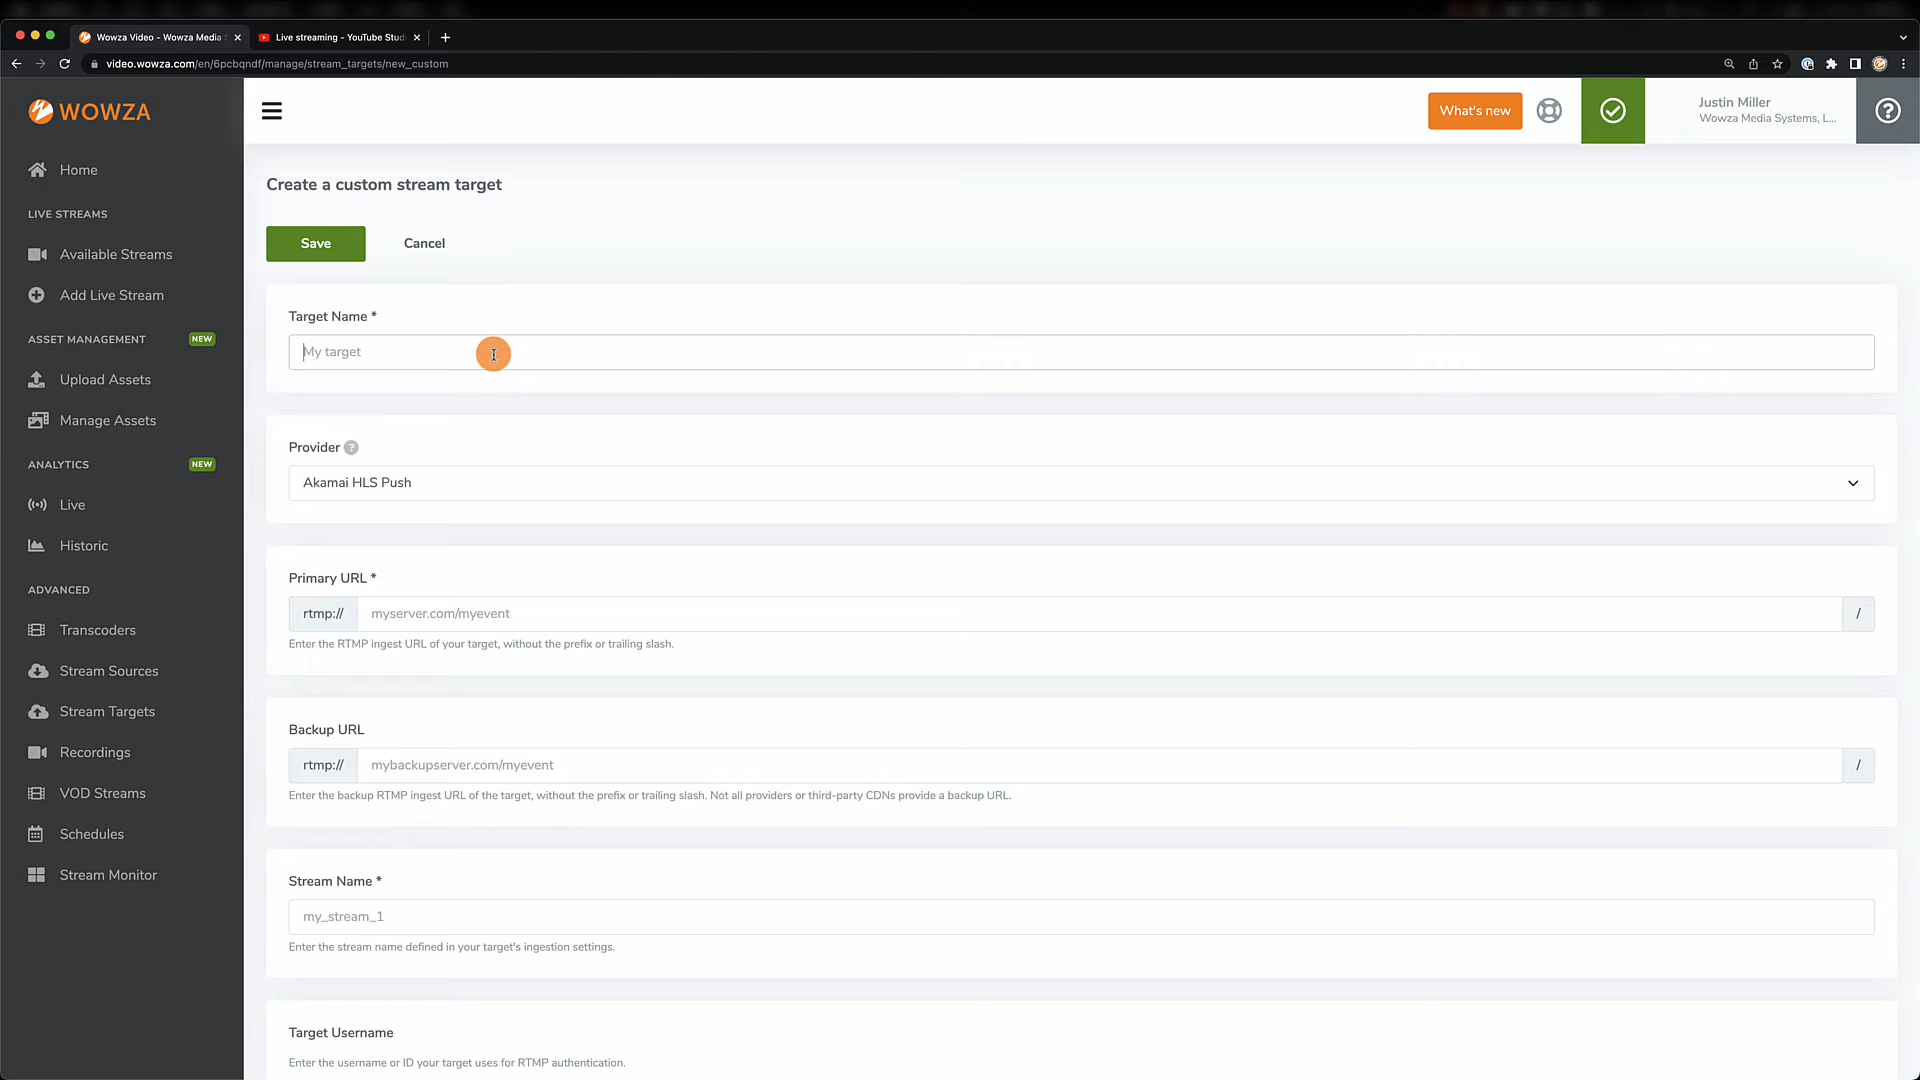 Wowza Video - Wowza Media
Live streaming - YouTube Stud
video.wowza.com/en/6pcbqndf/manage/stream_targets/new_custom
WOWZA
What's new
Justin Miller
Wowza Media Systems, L...
Home
LIVE STREAMS
Available Streams
Add Live Stream
ASSET MANAGEMENT NEW
Upload Assets
Manage Assets
ANALYTICS NEW
Live
Historic
ADVANCED
Transcoders
Stream Sources
Stream Targets
Recordings
VOD Streams
Schedules
Stream Monitor
Create a custom stream target
Save Cancel
Target Name *
My target
Provider ?
Akamai HLS Push
Primary URL *
rtmp:// myserver.com/myevent /
Enter the RTMP ingest URL of your target, without the prefix or trailing slash.
Backup URL
rtmp:// mybackupserver.com/myevent /
Enter the backup RTMP ingest URL of the target, without the prefix or trailing slash. Not all providers or third-party CDNs provide a backup URL.
Stream Name *
my_stream_1
Enter the stream name defined in your target's ingestion settings.
Target Username
Enter the username or ID your target uses for RTMP authentication.